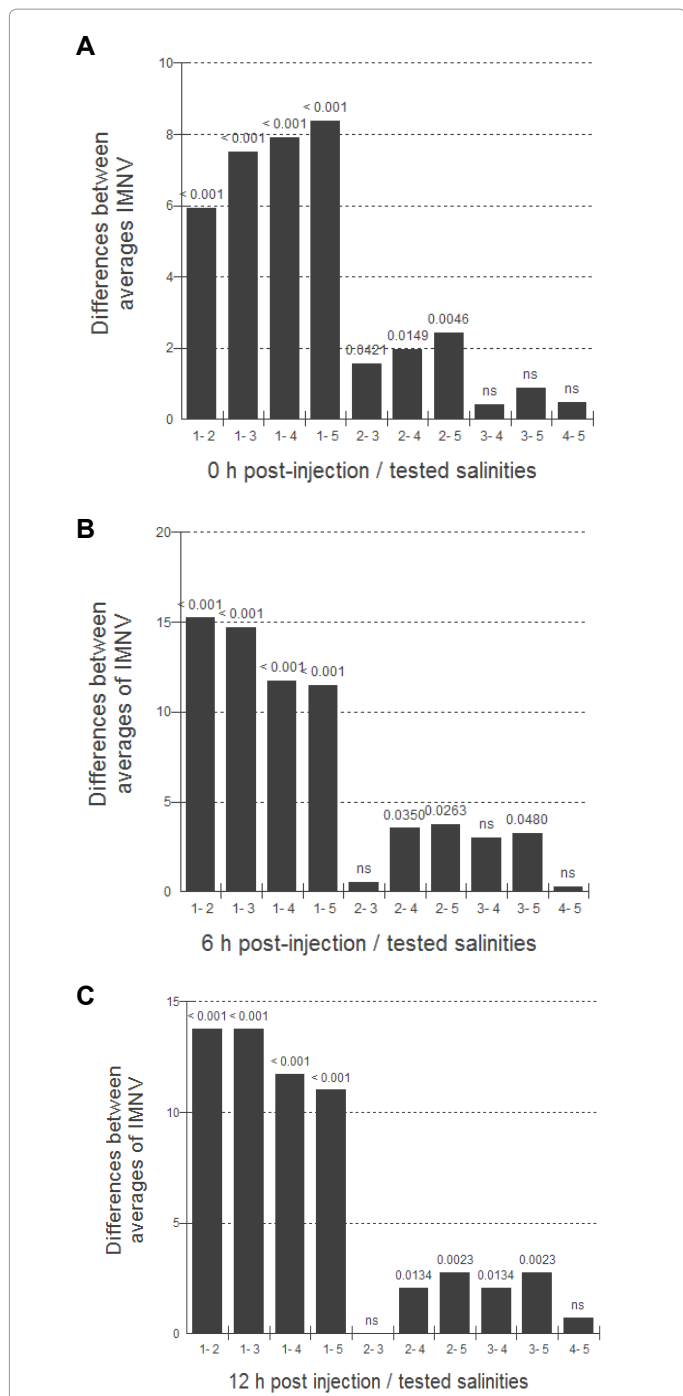 A
Differences between
averages IMNV
10
8
6
4
2
0
< 0.001
< 0.001
< 0.001
< 0.001
0.0421
0.0149
0.0046
ns
ns
ns
1- 2 1- 3 1- 4 1- 5 2- 3 2- 4 2- 5 3- 4 3- 5 4- 5
0 h post-injection / tested salinities
B
Differences between
averages of IMNV
20
15
10
5
0
< 0.001
< 0.001
< 0.001
< 0.001
ns
0.0350
0.0263
ns
0.0480
ns
1- 2 1- 3 1- 4 1- 5 2- 3 2- 4 2- 5 3- 4 3- 5 4- 5
6 h post-injection / tested salinities
C
Differences between
averages of IMNV
15
10
5
0
< 0.001
< 0.001
< 0.001
< 0.001
ns
0.0134
0.0023
0.0134
0.0023
ns
1- 2 1- 3 1- 4 1- 5 2- 3 2- 4 2- 5 3- 4 3- 5 4- 5
12 h post injection / tested salinities